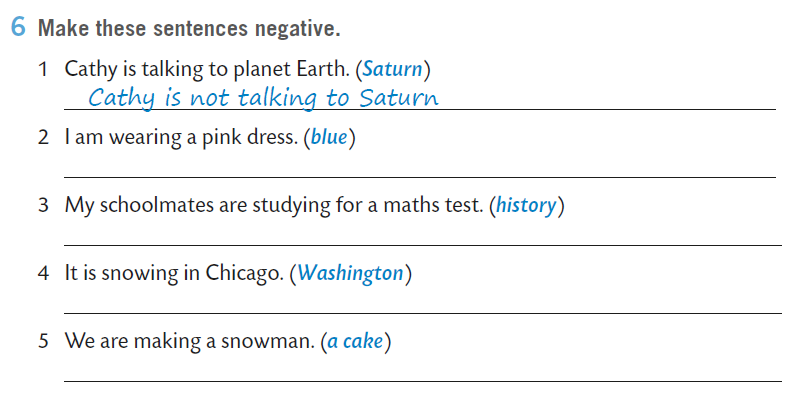 6 Make these sentences negative.
1 Cathy is talking to planet Earth. (Saturn)
Cathy is not talking to Saturn
2 I am wearing a pink dress. (blue)
3 My schoolmates are studying for a maths test. (history)
4 It is snowing in Chicago. (Washington)
5 We are making a snowman. (a cake)